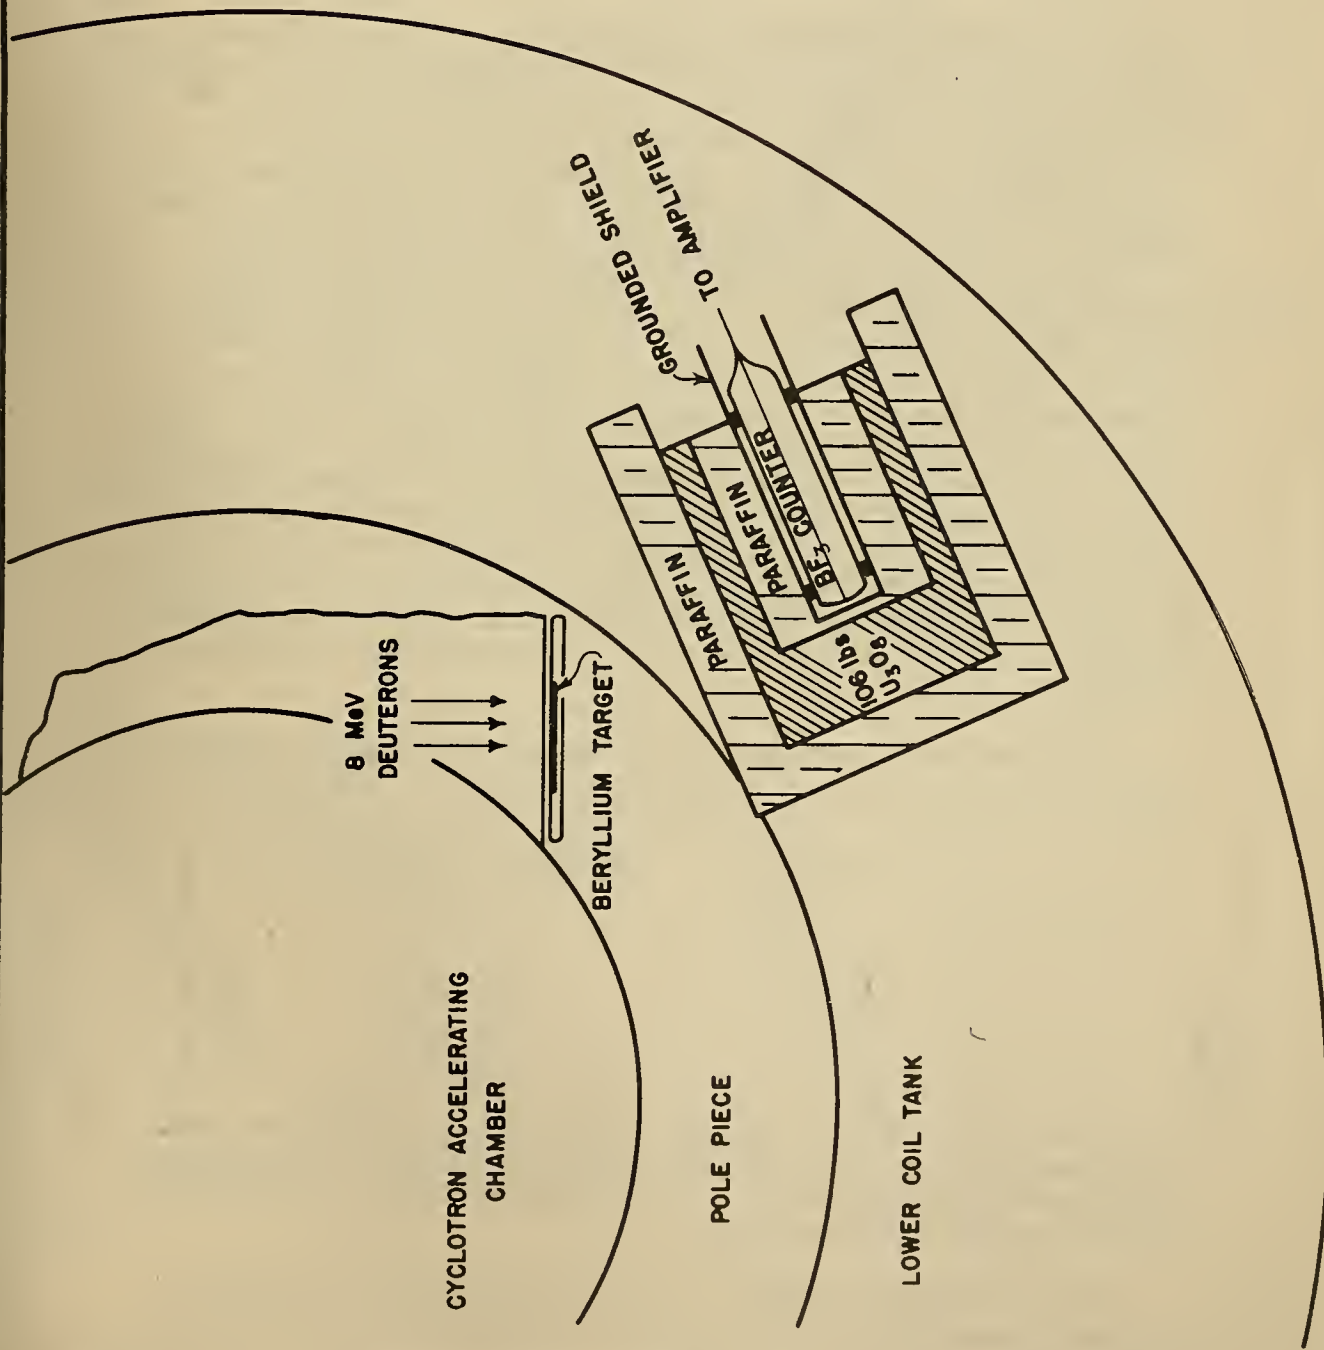 GROUNDED SHIELD
TO AMPLIFIER
PARAFFIN
PARAFFIN
BF₃ COUNTER
106 lbs
U₃O₈
8 MeV
DEUTERONS
BERYLLIUM TARGET
CYCLOTRON ACCELERATING
CHAMBER
POLE PIECE
LOWER COIL TANK